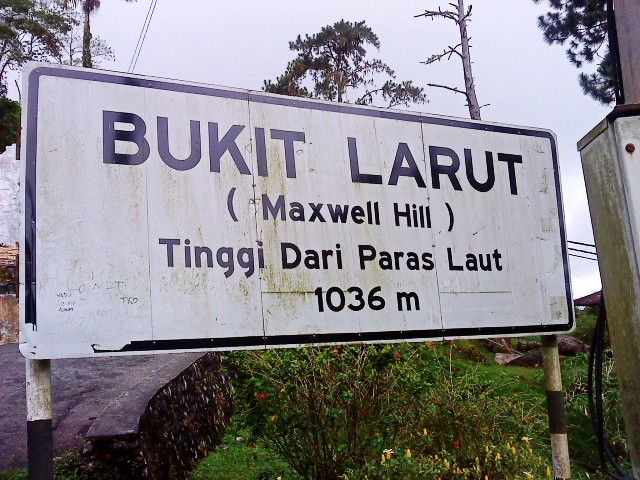 BUKIT LARUT
( Maxwell Hill )
Tinggi Dari Paras Laut
1036 m